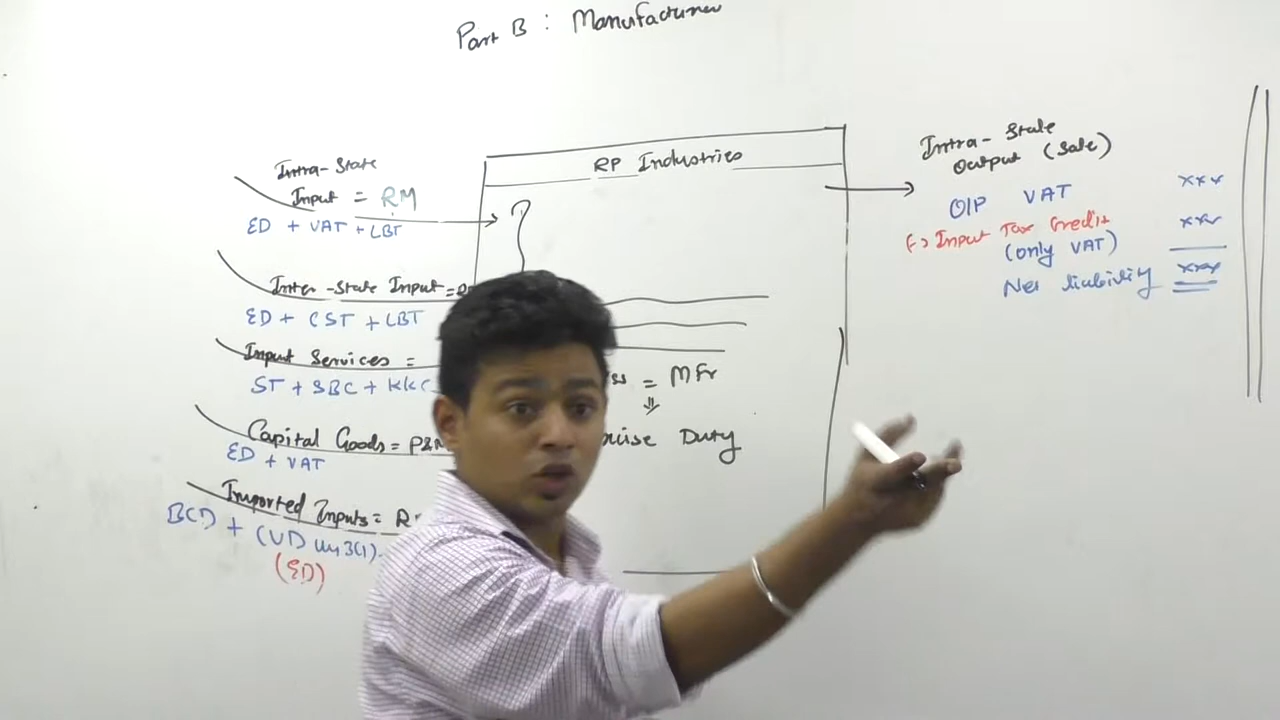 Part B : Manufacturer
Intra-State
Input = RM
ED + VAT + LBT
Inter-State Input =
ED + CST + LBT
Input Services =
ST + SBC + KKC
Capital Goods = P&M
ED + VAT
Imported Inputs = R
BCD + CVD u/s 3(1).
(ED)
RP Industries
ss = MFr
cise Duty
Intra-State
Output (Sale)
O/P VAT xxx
(-) Input Tax Credit xxx
(only VAT)
Net liability xxx